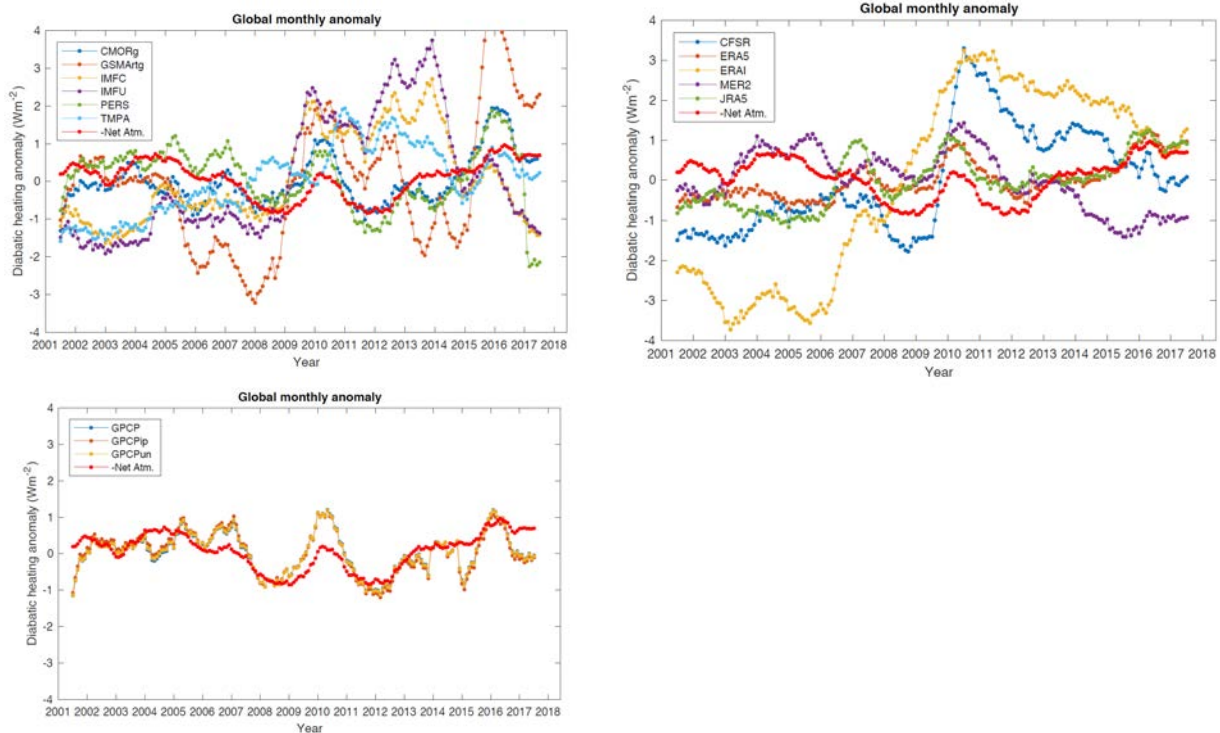 Global monthly anomaly
4
3
2
1
0
-1
-2
-3
-4
Diabatic heating anomaly (Wm-2)
CMORg
GSMArtg
IMFC
IMFU
PERS
TMPA
-Net Atm.
2001 2002 2003 2004 2005 2006 2007 2008 2009 2010 2011 2012 2013 2014 2015 2016 2017 2018
Year
Global monthly anomaly
4
3
2
1
0
-1
-2
-3
-4
Diabatic heating anomaly (Wm-2)
CFSR
ERA5
ERAI
MER2
JRA5
-Net Atm.
2001 2002 2003 2004 2005 2006 2007 2008 2009 2010 2011 2012 2013 2014 2015 2016 2017 2018
Year
Global monthly anomaly
4
3
2
1
0
-1
-2
-3
-4
Diabatic heating anomaly (Wm-2)
GPCP
GPCPip
GPCPun
-Net Atm.
2001 2002 2003 2004 2005 2006 2007 2008 2009 2010 2011 2012 2013 2014 2015 2016 2017 2018
Year